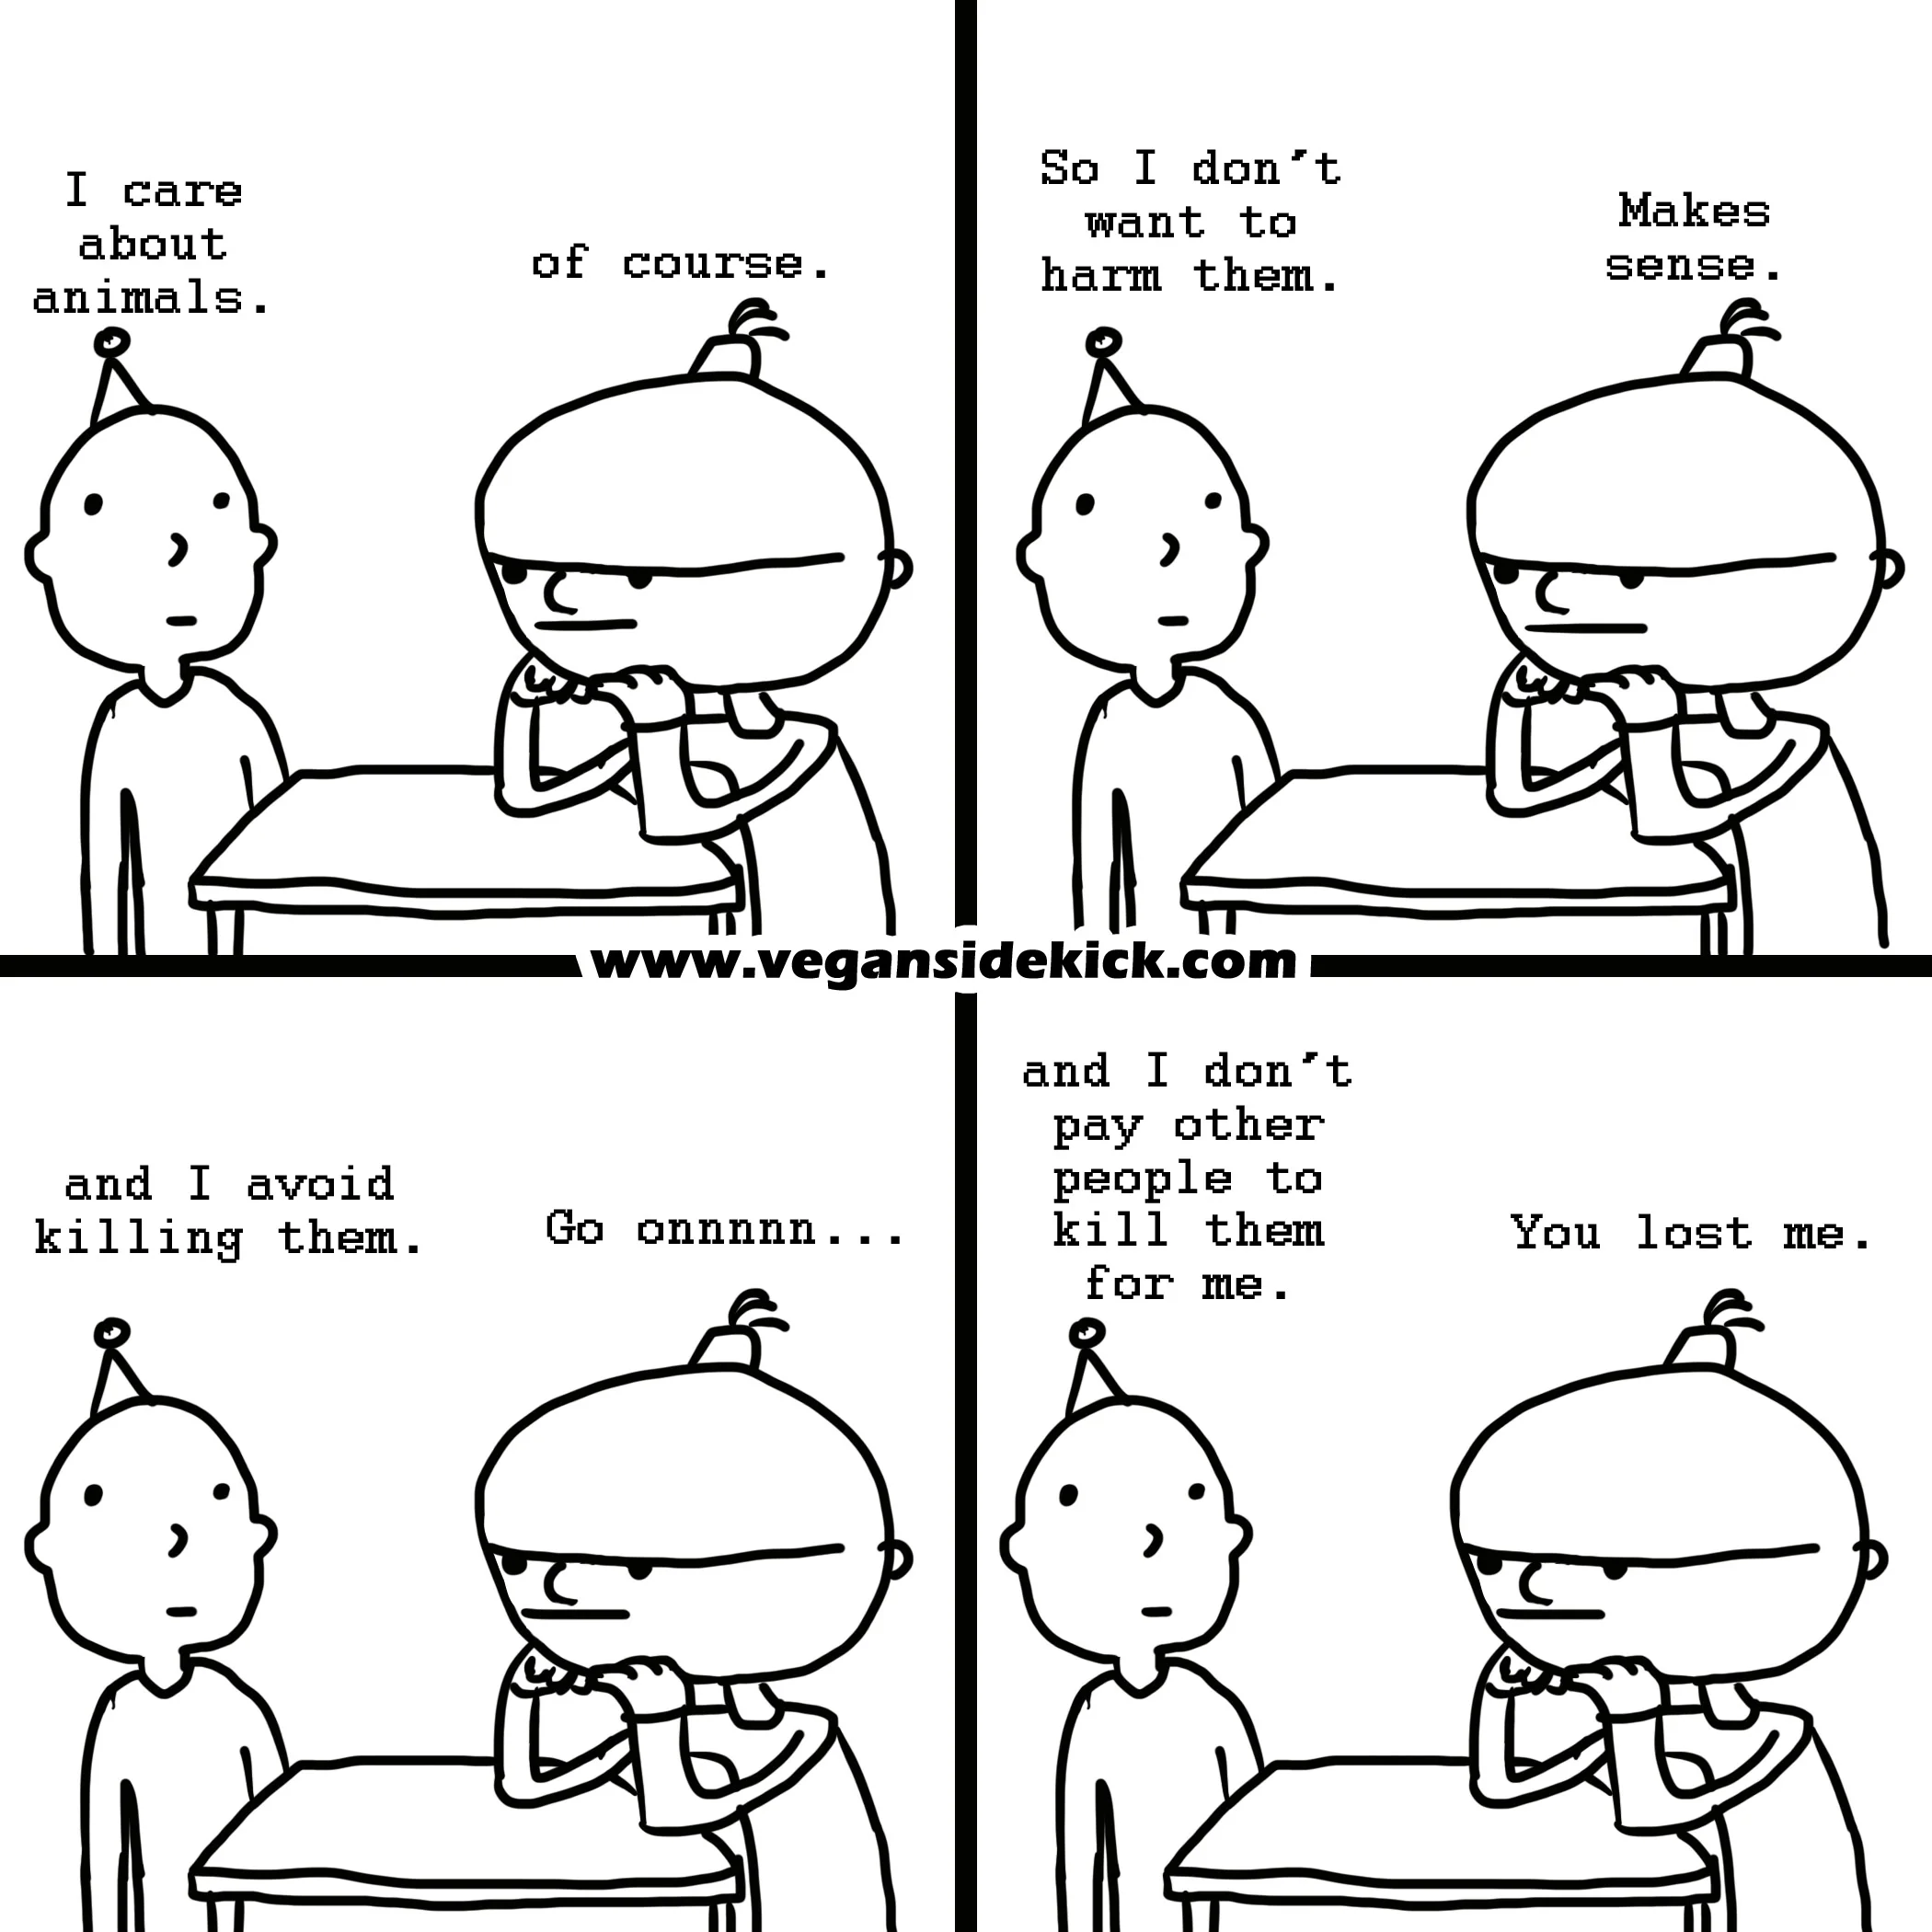 I care
about
animals.
of course.
So I don't
want to
harm them.
Makes
sense.
www.vegansidekick.com
and I avoid
killing them.
Go onnnnn...
and I don't
pay other
people to
kill them
for me.
You lost me.